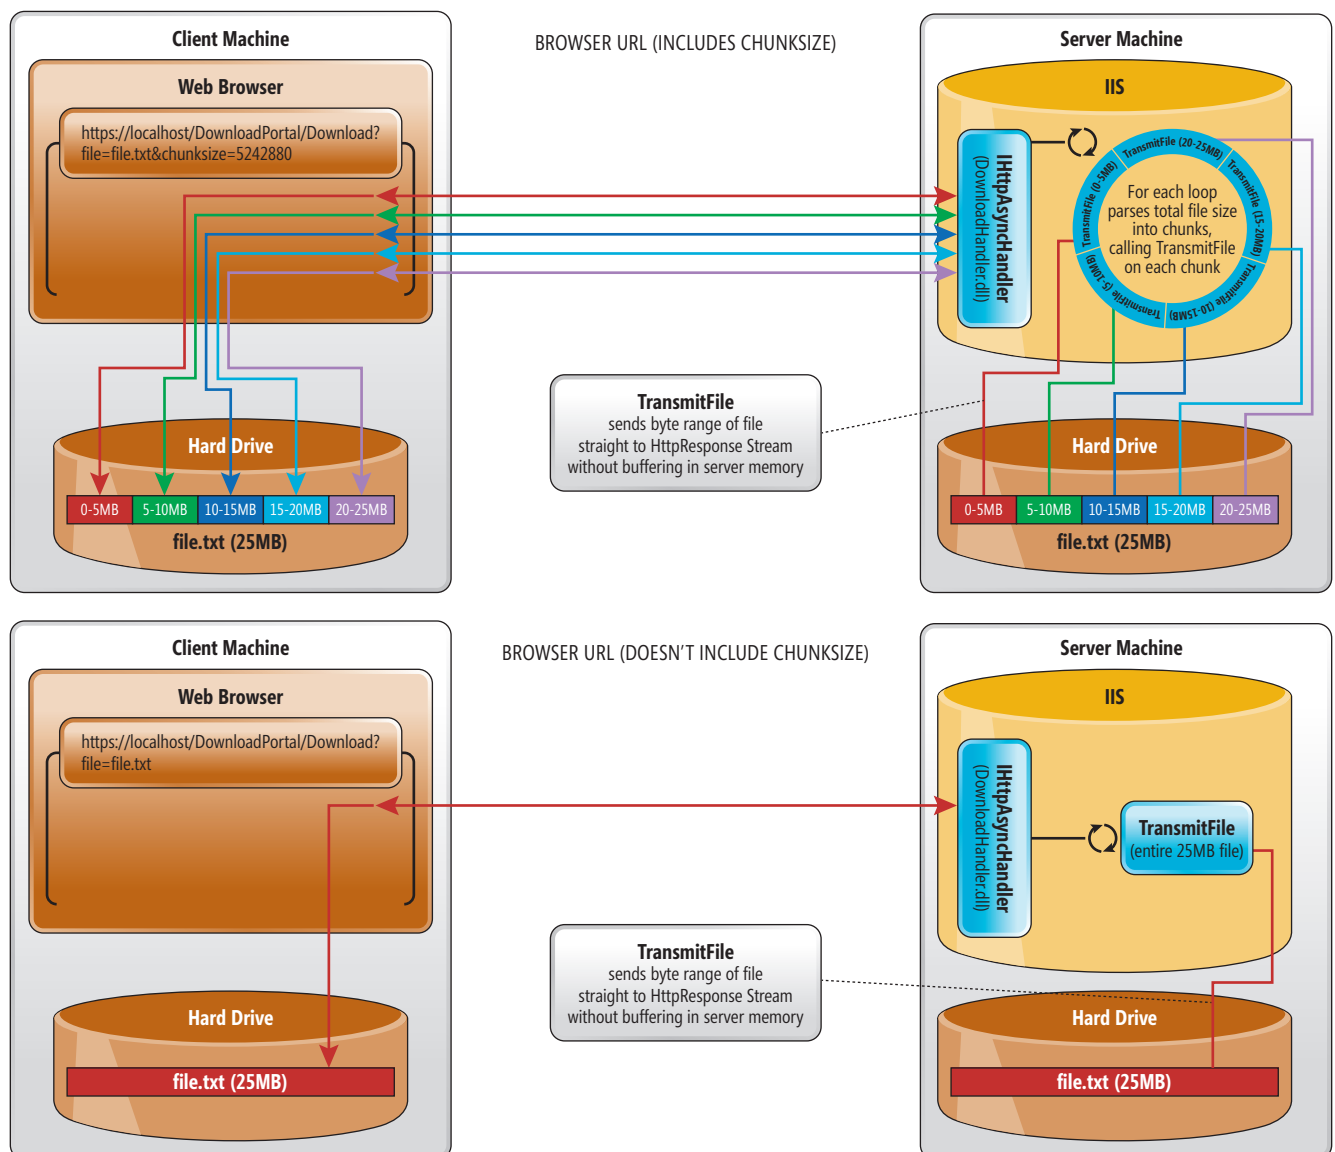 Client Machine
BROWSER URL (INCLUDES CHUNKSIZE)
Server Machine
Web Browser
https://localhost/DownloadPortal/Download?
file=file.txt&chunksize=5242880
IIS
IHttpAsyncHandler
(DownloadHandler.dll)
TransmitFile (0-5MB)
TransmitFile (20-25MB)
TransmitFile (15-20MB)
TransmitFile (10-15MB)
TransmitFile (5-10MB)
For each loop
parses total file size
into chunks,
calling TransmitFile
on each chunk
TransmitFile
sends byte range of file
straight to HttpResponse Stream
without buffering in server memory
Hard Drive
0-5MB 5-10MB 10-15MB 15-20MB 20-25MB
file.txt (25MB)
Hard Drive
0-5MB 5-10MB 10-15MB 15-20MB 20-25MB
file.txt (25MB)
Client Machine
BROWSER URL (DOESN'T INCLUDE CHUNKSIZE)
Server Machine
Web Browser
https://localhost/DownloadPortal/Download?
file=file.txt
IIS
IHttpAsyncHandler
(DownloadHandler.dll)
TransmitFile
(entire 25MB file)
TransmitFile
sends byte range of file
straight to HttpResponse Stream
without buffering in server memory
Hard Drive
file.txt (25MB)
Hard Drive
file.txt (25MB)